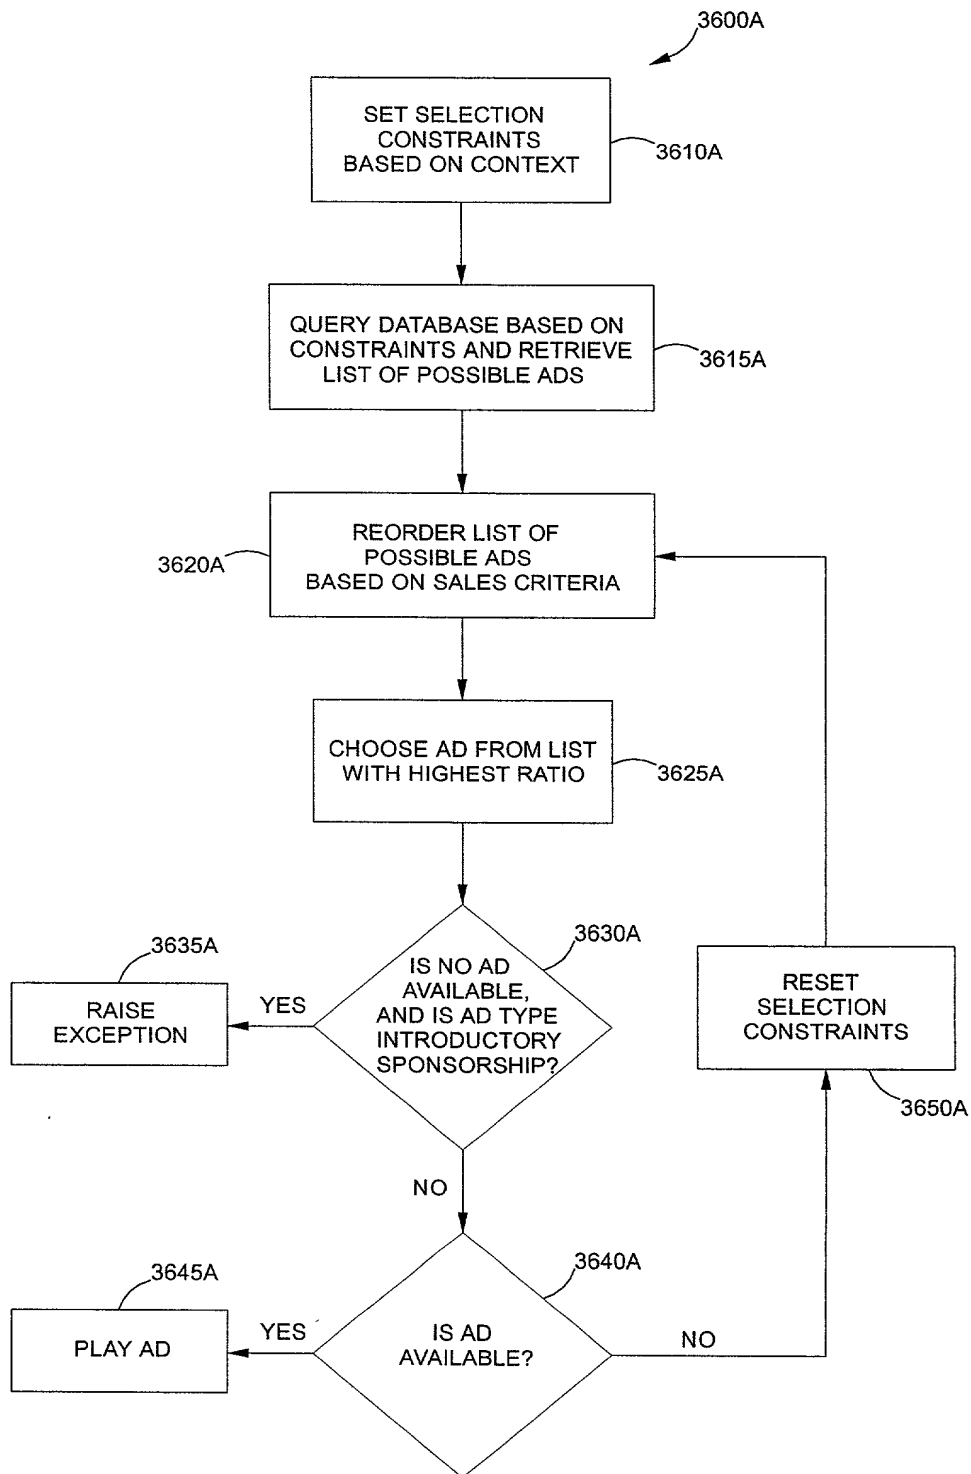 3600A
SET SELECTION
CONSTRAINTS
BASED ON CONTEXT
3610A
QUERY DATABASE BASED ON
CONSTRAINTS AND RETRIEVE
LIST OF POSSIBLE ADS
3615A
REORDER LIST OF
POSSIBLE ADS
BASED ON SALES CRITERIA
3620A
CHOOSE AD FROM LIST
WITH HIGHEST RATIO
3625A
IS NO AD
AVAILABLE,
AND IS AD TYPE
INTRODUCTORY
SPONSORSHIP?
3630A
YES
3635A
RAISE
EXCEPTION
NO
IS AD
AVAILABLE?
3640A
YES
3645A
PLAY AD
NO
RESET
SELECTION
CONSTRAINTS
3650A